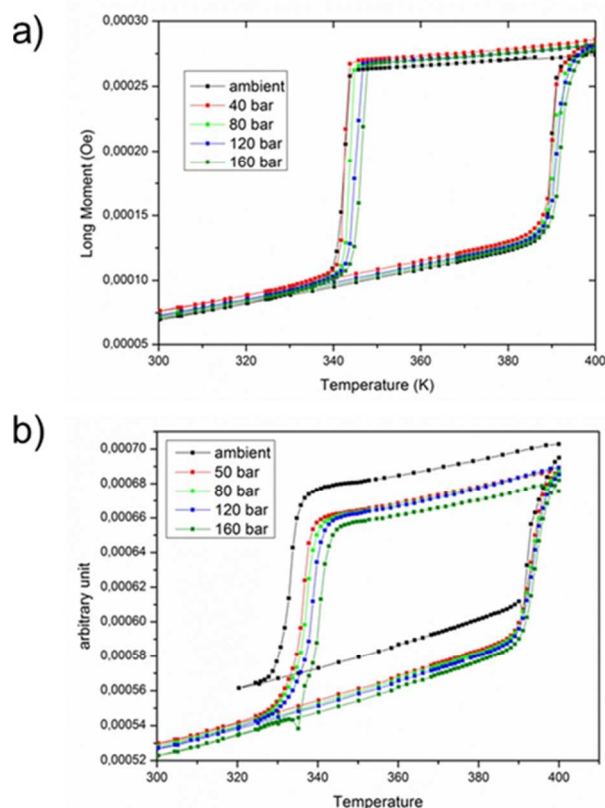 a)
0,00030
0,00025
0,00020
0,00015
0,00010
0,00005
Long Moment (Oe)
ambient
40 bar
80 bar
120 bar
160 bar
300 320 340 360 380 400
Temperature (K)
b)
0,00070
0,00068
0,00066
0,00064
0,00062
0,00060
0,00058
0,00056
0,00054
0,00052
arbitrary unit
ambient
50 bar
80 bar
120 bar
160 bar
300 320 340 360 380 400
Temperature